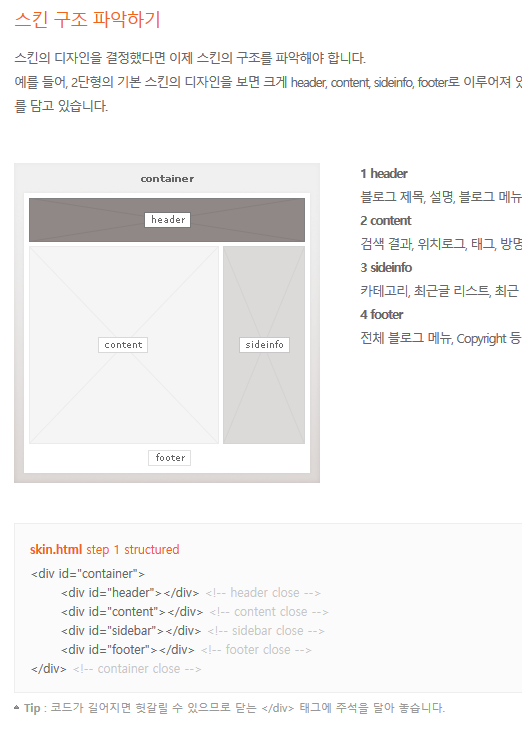 스킨 구조 파악하기
스킨의 디자인을 결정했다면 이제 스킨의 구조를 파악해야 합니다.
예를 들어, 2단형의 기본 스킨의 디자인을 보면 크게 header, content, sideinfo, footer로 이루어져 있
를 담고 있습니다.
container
header
content
sideinfo
footer
1 header
블로그 제목, 설명, 블로그 메뉴
2 content
검색 결과, 위치로그, 태그, 방명
3 sideinfo
카테고리, 최근글 리스트, 최근
4 footer
전체 블로그 메뉴, Copyright 등
skin.html step 1 structured
<div id="container">
<div id="header"></div> <!-- header close -->
<div id="content"></div> <!-- content close -->
<div id="sidebar"></div> <!-- sidebar close -->
<div id="footer"></div> <!-- footer close -->
</div> <!-- container close -->
Tip : 코드가 길어지면 헛갈릴 수 있으므로 닫는 </div> 태그에 주석을 달아 놓습니다.